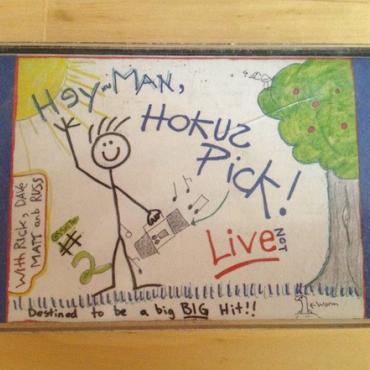 Hey-MAN,
HOKUS
PICK!
LIVE NOT
WITH RICK, DAVE
MATT and RUSS
cassette
#
2
Destined to be a big BIG Hit!!